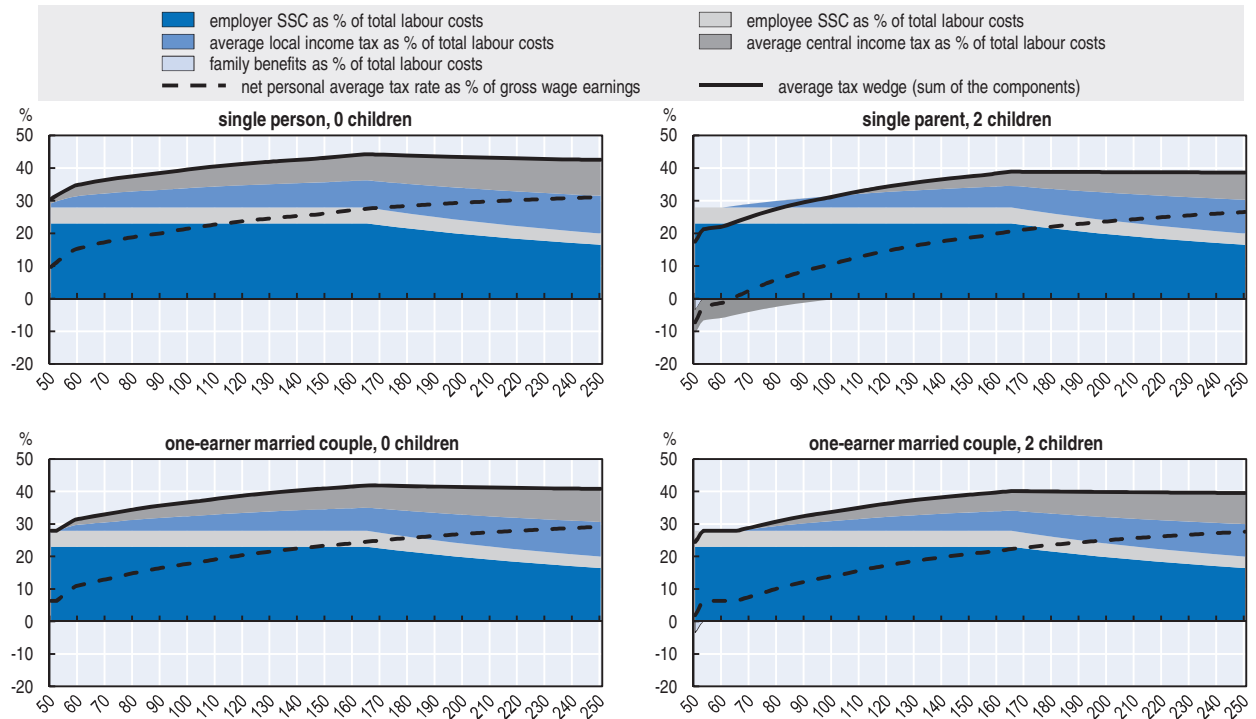 employer SSC as % of total labour costs
employee SSC as % of total labour costs
average local income tax as % of total labour costs
average central income tax as % of total labour costs
family benefits as % of total labour costs
net personal average tax rate as % of gross wage earnings
average tax wedge (sum of the components)
%
single person, 0 children
50
40
30
20
10
0
-10
-20
50 60 70 80 90 100 110 120 130 140 150 160 170 180 190 200 210 220 230 240 250
%
single parent, 2 children
50
40
30
20
10
0
-10
-20
50 60 70 80 90 100 110 120 130 140 150 160 170 180 190 200 210 220 230 240 250
%
one-earner married couple, 0 children
50
40
30
20
10
0
-10
-20
50 60 70 80 90 100 110 120 130 140 150 160 170 180 190 200 210 220 230 240 250
%
one-earner married couple, 2 children
50
40
30
20
10
0
-10
-20
50 60 70 80 90 100 110 120 130 140 150 160 170 180 190 200 210 220 230 240 250